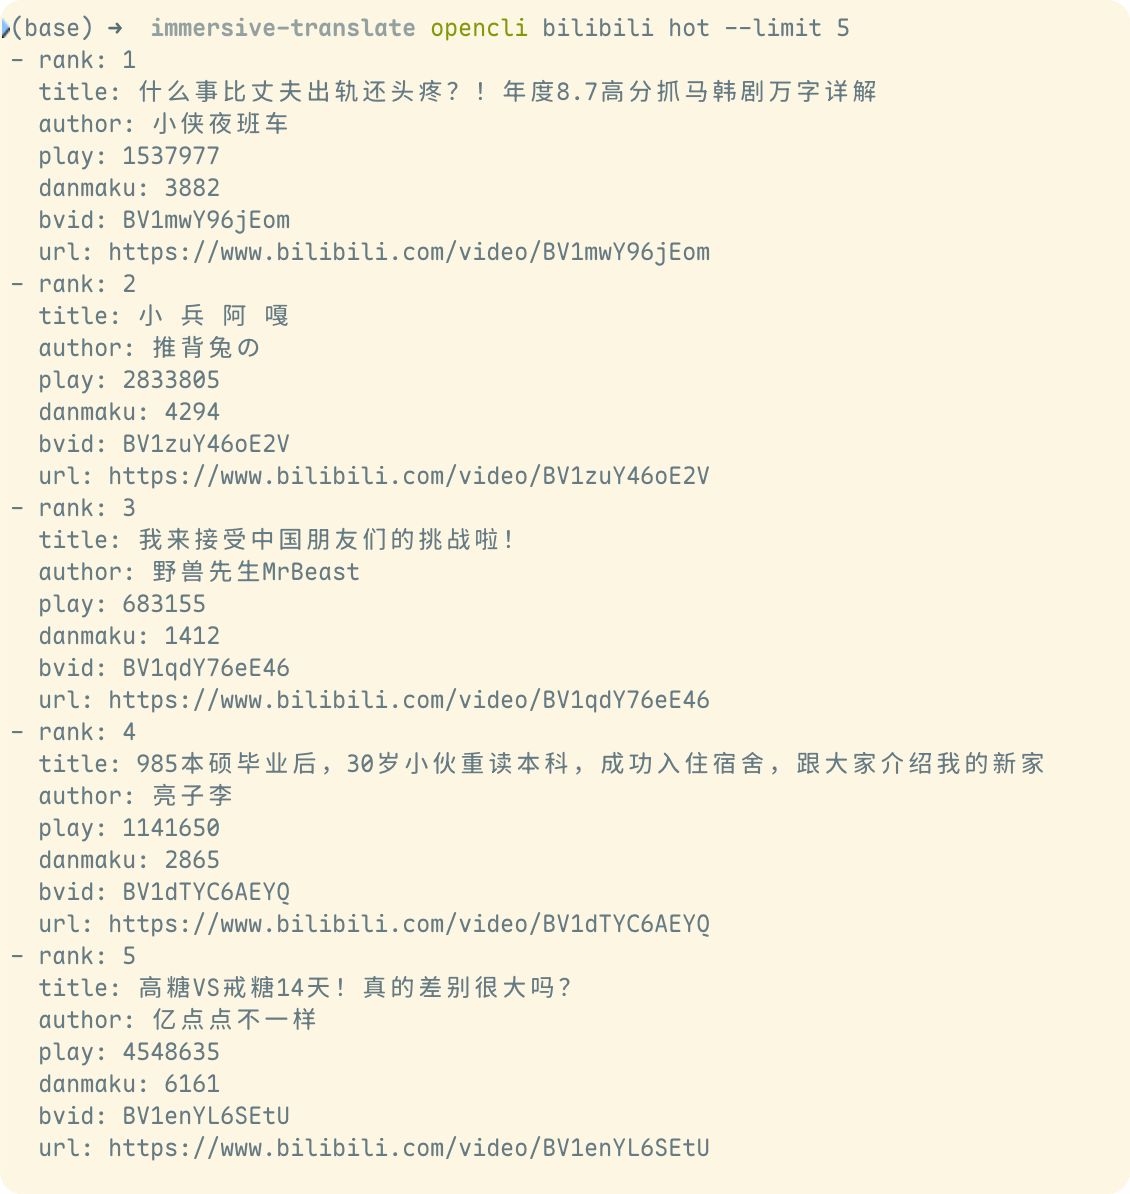 (base) ➜  immersive-translate opencli bilibili hot --limit 5
- rank: 1
  title: 什么事比丈夫出轨还头疼？！年度8.7高分抓马韩剧万字详解
  author: 小侠夜班车
  play: 1537977
  danmaku: 3882
  bvid: BV1mwY96jEom
  url: https://www.bilibili.com/video/BV1mwY96jEom
- rank: 2
  title: 小 兵 阿 嘎
  author: 推背兔の
  play: 2833805
  danmaku: 4294
  bvid: BV1zuY46oE2V
  url: https://www.bilibili.com/video/BV1zuY46oE2V
- rank: 3
  title: 我来接受中国朋友们的挑战啦！
  author: 野兽先生MrBeast
  play: 683155
  danmaku: 1412
  bvid: BV1qdY76eE46
  url: https://www.bilibili.com/video/BV1qdY76eE46
- rank: 4
  title: 985本硕毕业后，30岁小伙重读本科，成功入住宿舍，跟大家介绍我的新家
  author: 亮子李
  play: 1141650
  danmaku: 2865
  bvid: BV1dTYC6AEYQ
  url: https://www.bilibili.com/video/BV1dTYC6AEYQ
- rank: 5
  title: 高糖VS戒糖14天！真的差别很大吗？
  author: 亿点点不一样
  play: 4548635
  danmaku: 6161
  bvid: BV1enYL6SEtU
  url: https://www.bilibili.com/video/BV1enYL6SEtU